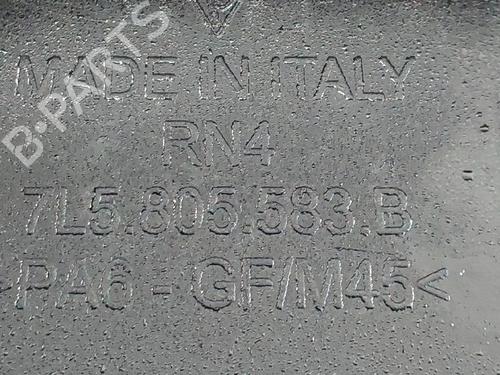 B-PARTS
MADE IN ITALY
RN4
7L5.805.583.B
>PA6 - GF/M45<